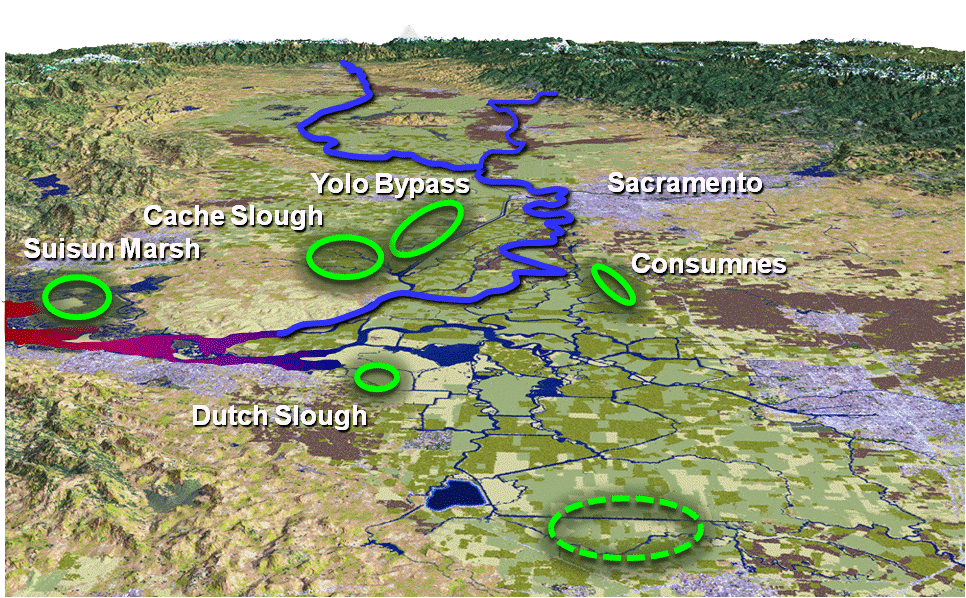 Yolo Bypass
Sacramento
Cache Slough
Suisun Marsh
Consumnes
Dutch Slough